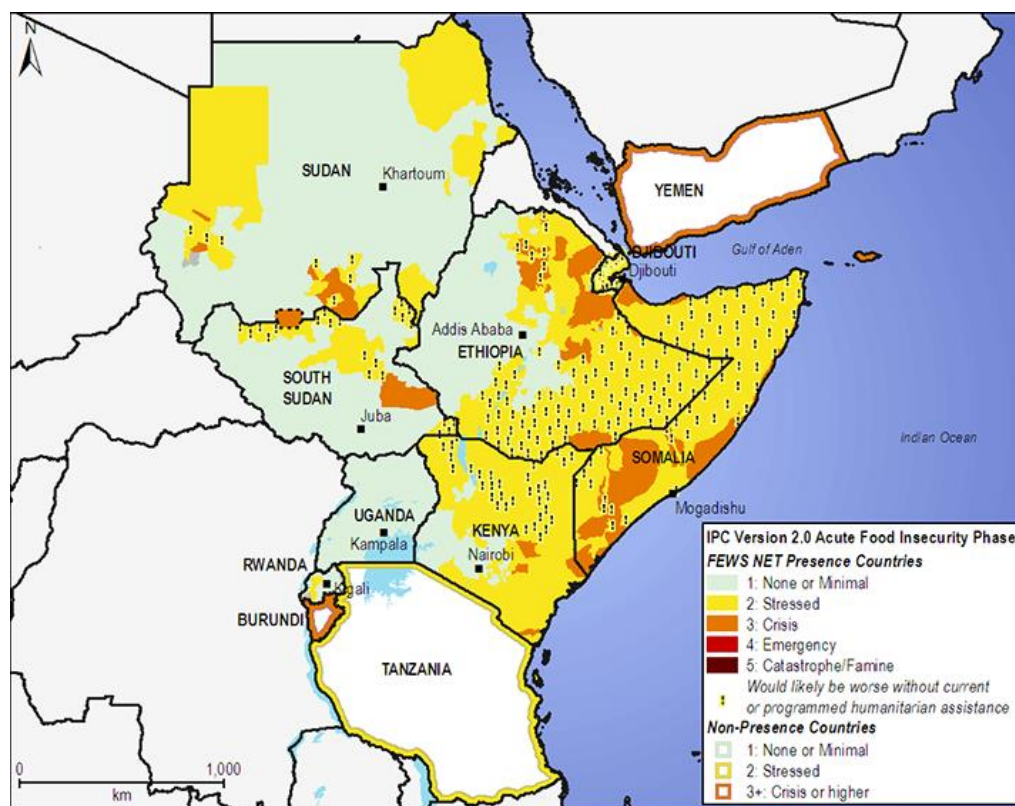 N
SUDAN
Khartoum
YEMEN
DJIBOUTI
Djibouti
Gulf of Aden
Addis Ababa
ETHIOPIA
SOUTH
SUDAN
Juba
SOMALIA
Indian Ocean
Mogadishu
UGANDA
Kampala
KENYA
Nairobi
RWANDA
Kigali
BURUNDI
TANZANIA
0
1,000
km
IPC Version 2.0 Acute Food Insecurity Phase
FEWS NET Presence Countries
1: None or Minimal
2: Stressed
3: Crisis
4: Emergency
5: Catastrophe/Famine
Would likely be worse without current
or programmed humanitarian assistance
Non-Presence Countries
1: None or Minimal
2: Stressed
3+: Crisis or higher